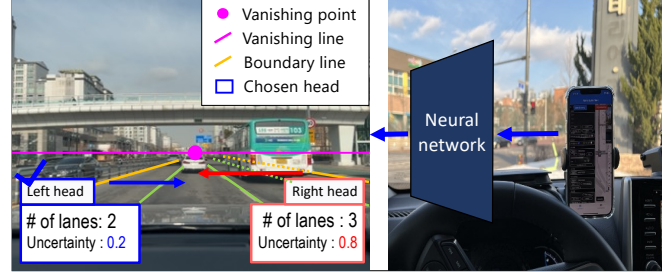 Vanishing point
Vanishing line
Boundary line
Chosen head
Left head
# of lanes: 2
Uncertainty : 0.2
Right head
# of lanes : 3
Uncertainty : 0.8
Neural
network